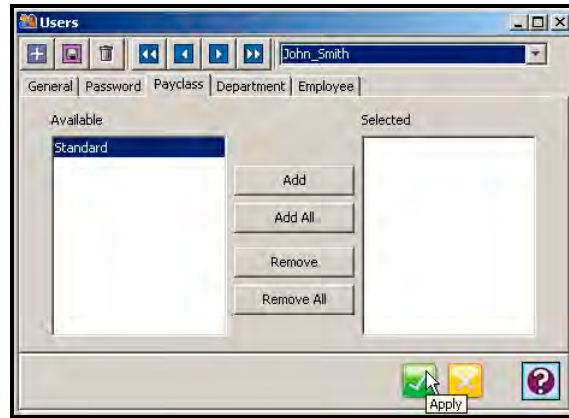 Users
John_Smith
General Password Payclass Department Employee
Available Selected
Standard
Add
Add All
Remove
Remove All
?
Apply